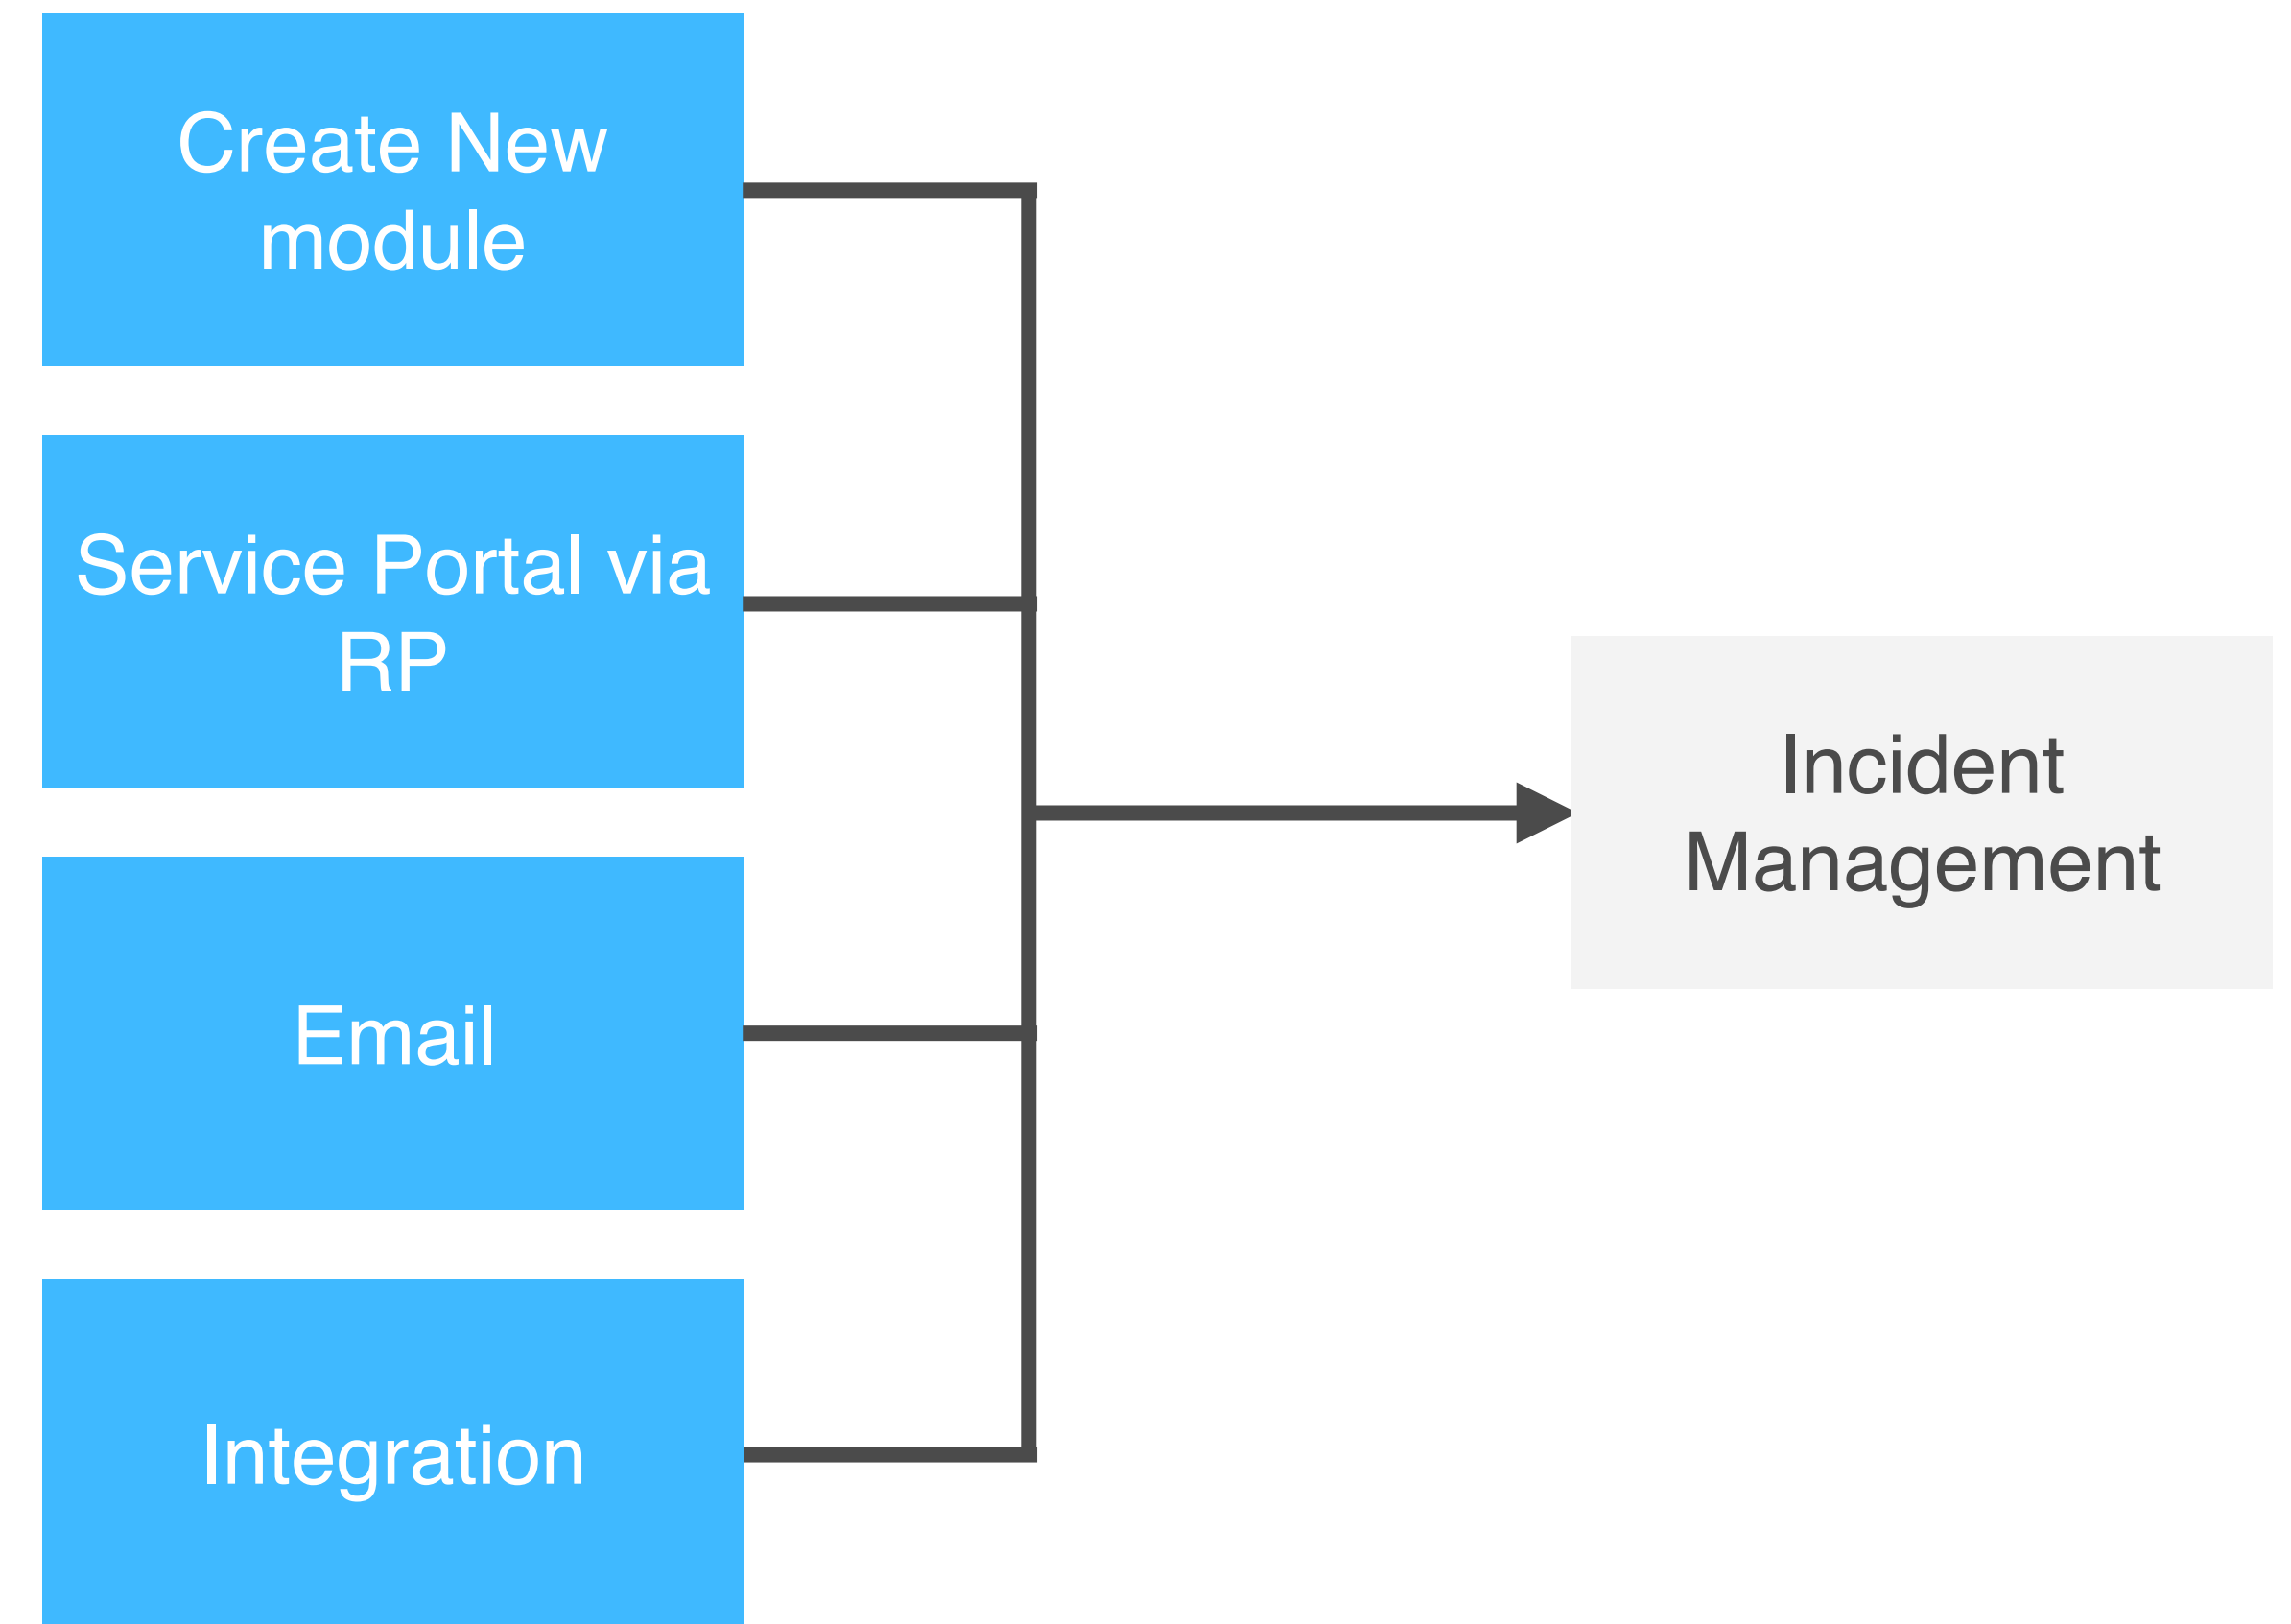 Create New
module
Service Portal via
RP
Email
Integration
Incident
Management